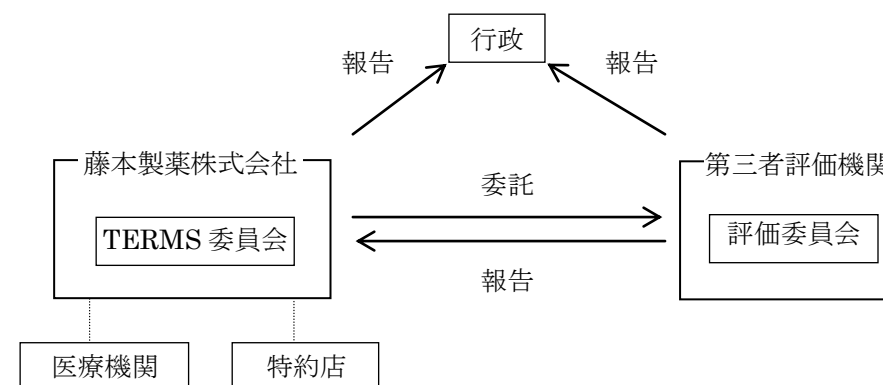 行政
報告
報告
藤本製薬株式会社
第三者評価機関
委託
TERMS 委員会
評価委員会
報告
医療機関
特約店